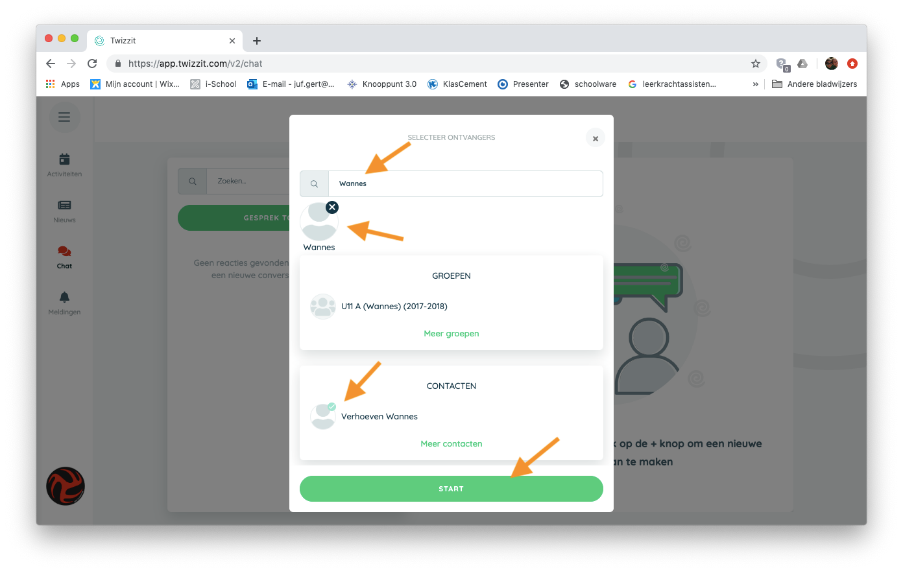 Twizzit
https://app.twizzit.com/v2/chat
Apps
Mijn account | Wix...
I-School
E-mail - juf.gert@...
Knooppunt 3.0
KlasCement
Presenter
schoolware
leerkrachtassisten...
»
Andere bladwijzers
SELECTEER ONTVANGERS
Activiteiten
Zoeken..
Wannes
Nieuws
GESPREK TO
Wannes
Chat
Geen reacties gevonden
een nieuwe convers
GROEPEN
U11 A (Wannes) (2017-2018)
Meldingen
Meer groepen
CONTACTEN
Verhoeven Wannes
Meer contacten
op de + knop om een nieuwe
an te maken
START